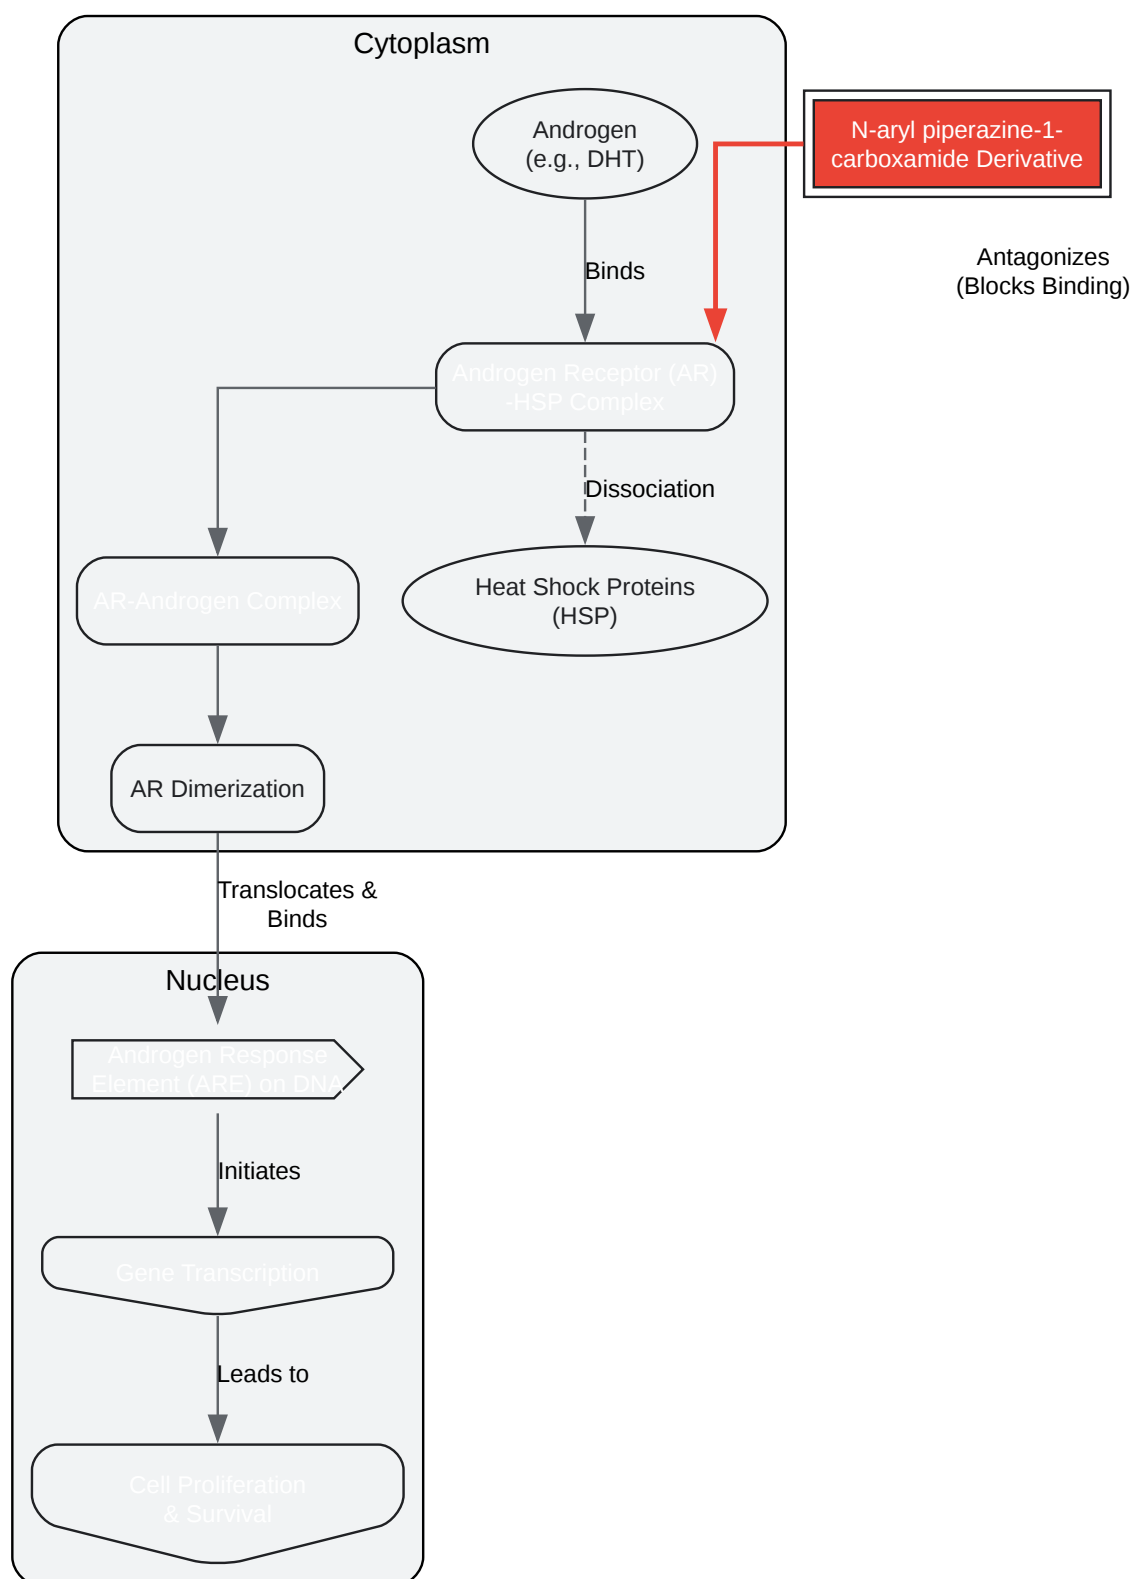 Cytoplasm
Androgen
(e.g., DHT)
N-aryl piperazine-1-
carboxamide Derivative
Binds
Antagonizes
(Blocks Binding)
Androgen Receptor (AR)
-HSP Complex
Dissociation
AR-Androgen Complex
Heat Shock Proteins
(HSP)
AR Dimerization
Translocates &
Binds
Nucleus
Androgen Response
Element (ARE) on DNA
Initiates
Gene Transcription
Leads to
Cell Proliferation
& Survival